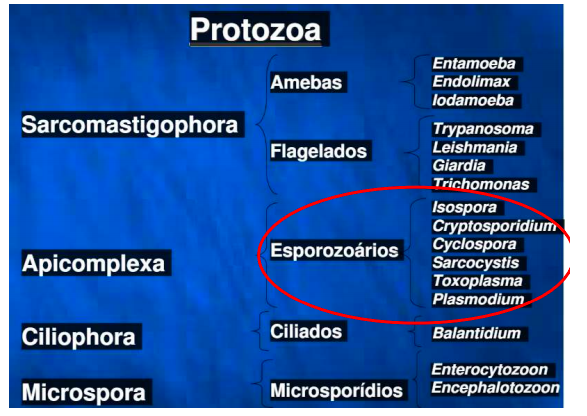 Protozoa
Sarcomastigophora
Amebas
Entamoeba
Endolimax
Iodamoeba
Flagelados
Trypanosoma
Leishmania
Giardia
Trichomonas
Apicomplexa
Esporozoários
Isospora
Cryptosporidium
Cyclospora
Sarcocystis
Toxoplasma
Plasmodium
Ciliophora
Ciliados
Balantidium
Microspora
Microsporídios
Enterocytozoon
Encephalotozoon